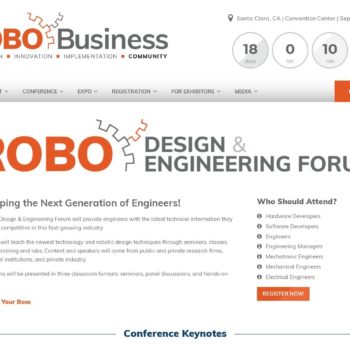 OBO Business
Santa Clara, CA | Convention Center | Sep
INNOVATION • IMPLEMENTATION • COMMUNITY
18 0 10
days hours
CONFERENCE EXPO REGISTRATION FOR EXHIBITORS MEDIA
ROBO DESIGN &
ENGINEERING FORU
ping the Next Generation of Engineers!
Who Should Attend?
Design & Engineering Forum will provide engineers with the latest technical information they
competitive in this fast-growing industry.
Hardware Developers
Software Developers
Engineers
will teach the newest technology and robotic design techniques through seminars, classes,
training and labs. Content and speakers will come from public and private research firms,
al institutions, and private industry.
Engineering Managers
Mechatronic Engineers
Mechanical Engineers
Electrical Engineers
ns will be presented in three classroom formats: seminars, panel discussions, and hands-on
Your Boss
REGISTER NOW
Conference Keynotes